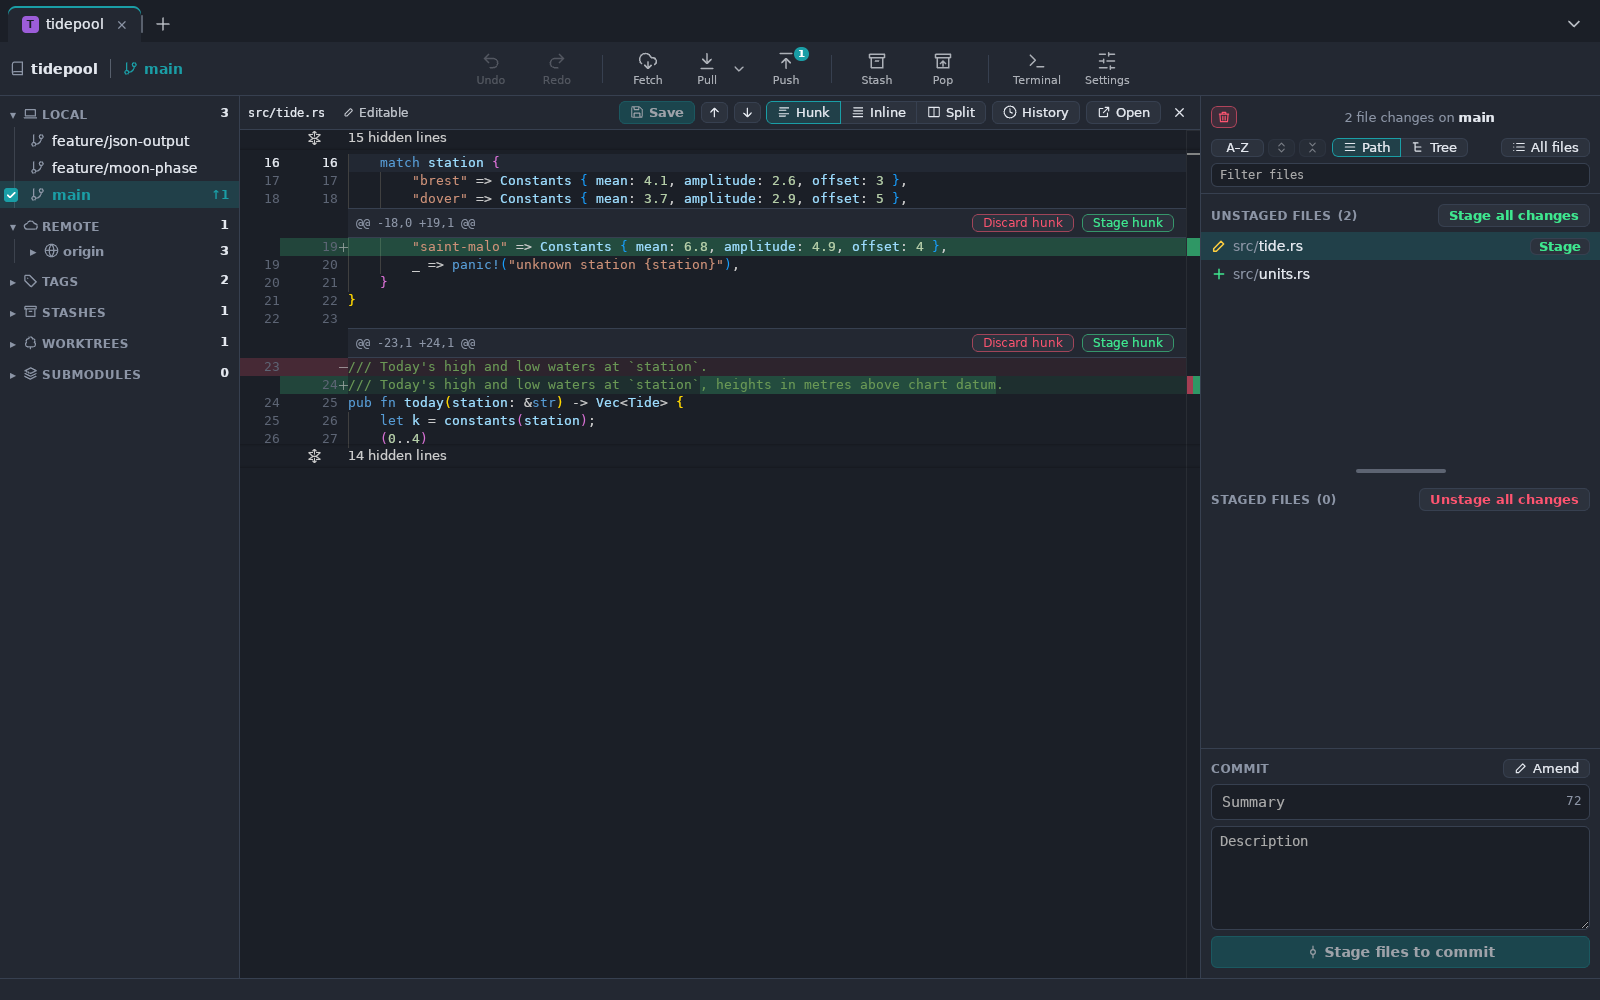 T tidepool
tidepool main
Undo Redo Fetch Pull Push 1 Stash Pop Terminal Settings
LOCAL 3
feature/json-output
feature/moon-phase
main ↑1
REMOTE 1
origin 3
TAGS 2
STASHES 1
WORKTREES 1
SUBMODULES 0
src/tide.rs Editable Save Hunk Inline Split History Open
15 hidden lines
16 16 match station {
17 17 "brest" => Constants { mean: 4.1, amplitude: 2.6, offset: 3 },
18 18 "dover" => Constants { mean: 3.7, amplitude: 2.9, offset: 5 },
@@ -18,0 +19,1 @@ Discard hunk Stage hunk
19+ "saint-malo" => Constants { mean: 6.8, amplitude: 4.9, offset: 4 },
19 20 _ => panic!("unknown station {station}"),
20 21 }
21 22 }
22 23
@@ -23,1 +24,1 @@ Discard hunk Stage hunk
23 −/// Today's high and low waters at `station`.
24+/// Today's high and low waters at `station`, heights in metres above chart datum.
24 25 pub fn today(station: &str) -> Vec<Tide> {
25 26 let k = constants(station);
26 27 (0..4)
14 hidden lines
2 file changes on main
A–Z Path Tree All files
Filter files
UNSTAGED FILES (2) Stage all changes
src/tide.rs Stage
src/units.rs
STAGED FILES (0) Unstage all changes
COMMIT Amend
Summary 72
Description
Stage files to commit